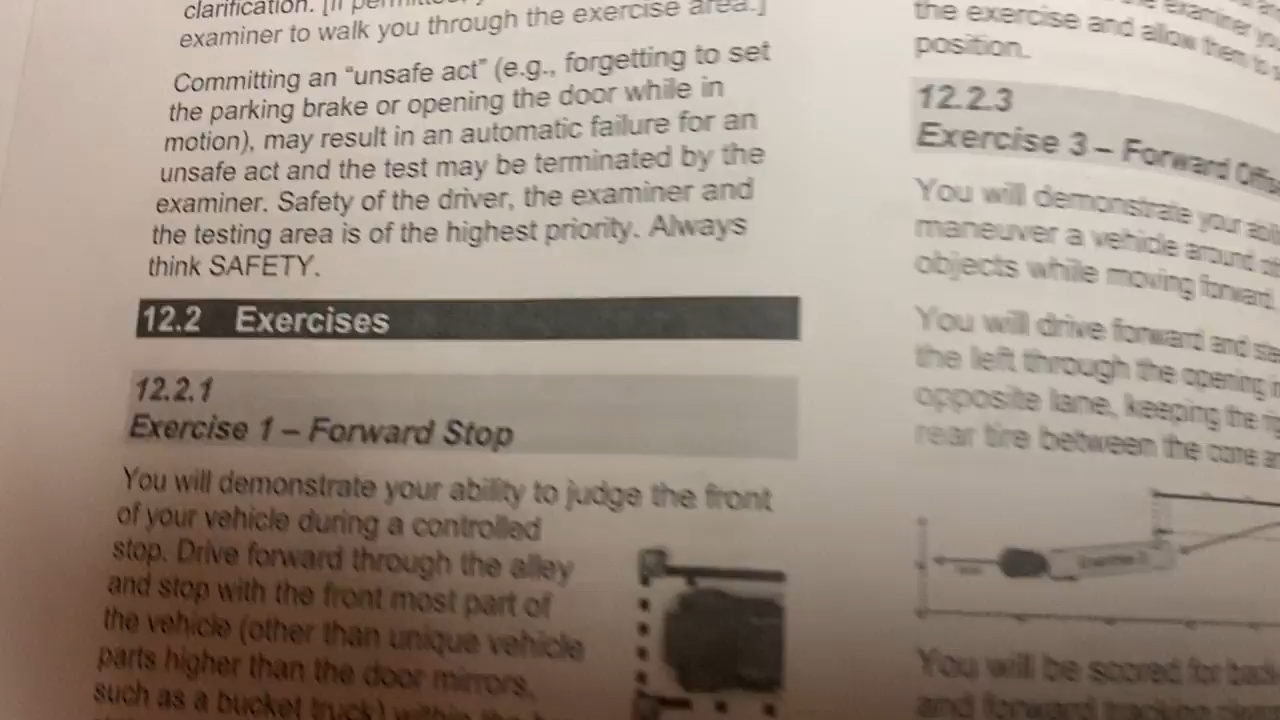 clarification. [If
examiner to walk you through the exercise area.]
Committing an “unsafe act” (e.g., forgetting to set
the parking brake or opening the door while in
motion), may result in an automatic failure for an
unsafe act and the test may be terminated by the
examiner. Safety of the driver, the examiner and
the testing area is of the highest priority. Always
think SAFETY.
12.2 Exercises
12.2.1
Exercise 1 – Forward Stop
You will demonstrate your ability to judge the front
of your vehicle during a controlled
stop. Drive forward through the alley
and stop with the front most part of
the vehicle (other than unique vehicle
parts higher than the door mirrors,
such as a bucket truck) within the
the examiner
the exercise and allow them to
position.
12.2.3
Exercise 3 – Forward
You will demonstrate your
maneuver a vehicle around
objects while moving forward.
You will drive forward and
the left through the opening
opposite lane, keeping the
rear tire between the cone
You will be scored for
and forward